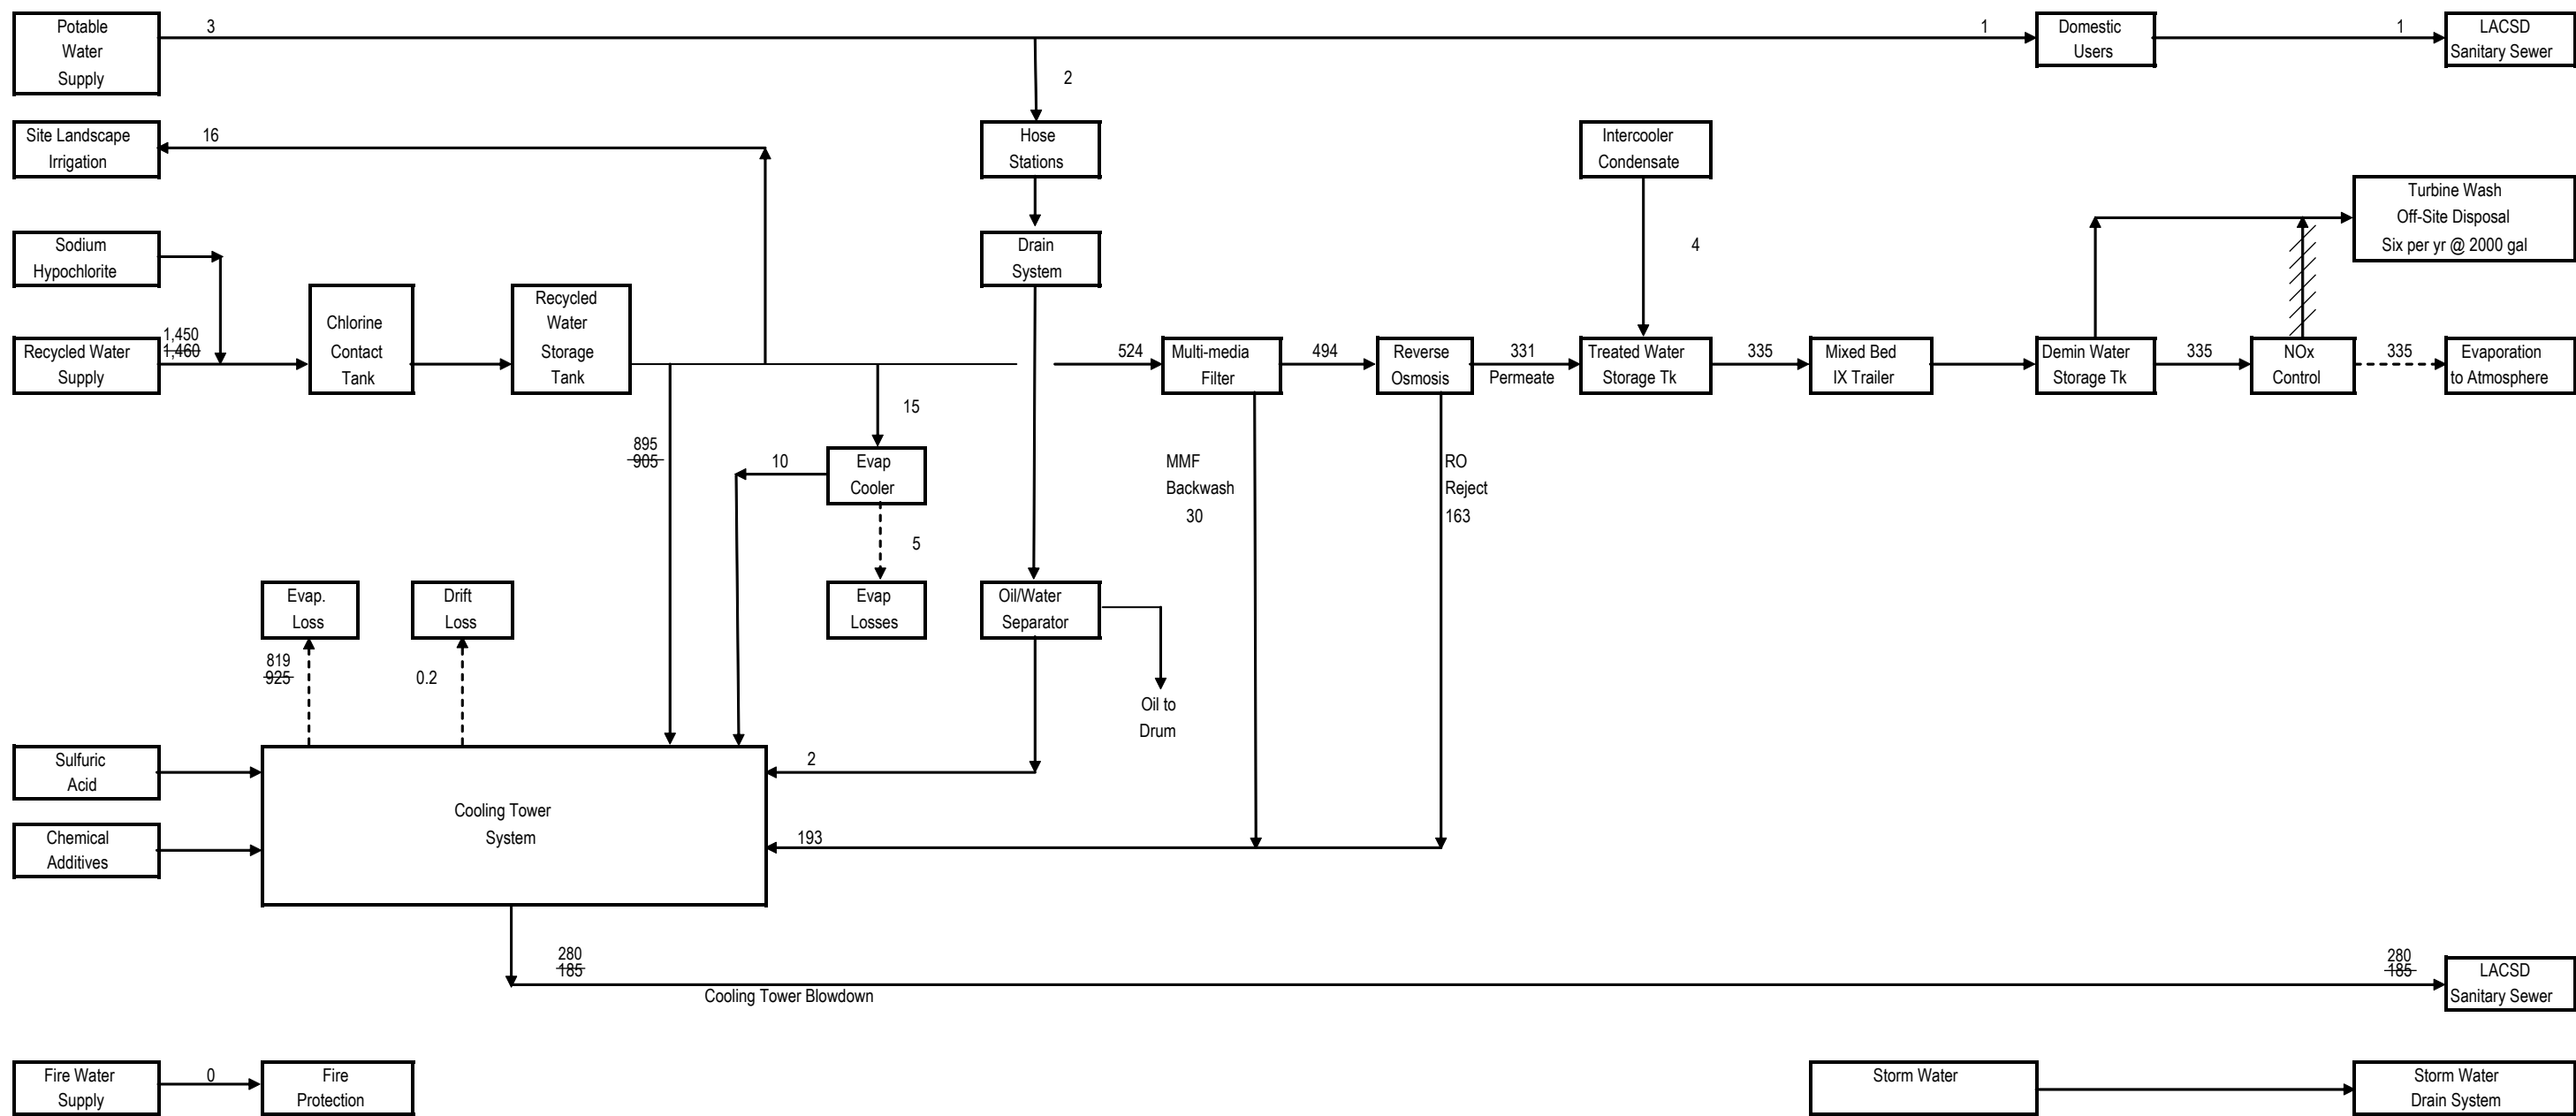 Potable
Water
Supply
3
1
Domestic
Users
1
LACSD
Sanitary Sewer
2
Site Landscape
Irrigation
16
Hose
Stations
Intercooler
Condensate
4
Turbine Wash
Off-Site Disposal
Six per yr @ 2000 gal
Sodium
Hypochlorite
Drain
System
Recycled Water
Supply
1,450
1,460
Chlorine
Contact
Tank
Recycled
Water
Storage
Tank
524
Multi-media
Filter
494
Reverse
Osmosis
331
Permeate
Treated Water
Storage Tk
335
Mixed Bed
IX Trailer
Demin Water
Storage Tk
335
NOx
Control
335
Evaporation
to Atmosphere
15
895
905
10
Evap
Cooler
MMF
Backwash
30
RO
Reject
163
5
Evap.
Loss
Drift
Loss
Evap
Losses
Oil/Water
Separator
819
925
0.2
Oil to
Drum
Sulfuric
Acid
2
Cooling Tower
System
Chemical
Additives
193
280
185
Cooling Tower Blowdown
280
185
LACSD
Sanitary Sewer
Fire Water
Supply
0
Fire
Protection
Storm Water
Storm Water
Drain System